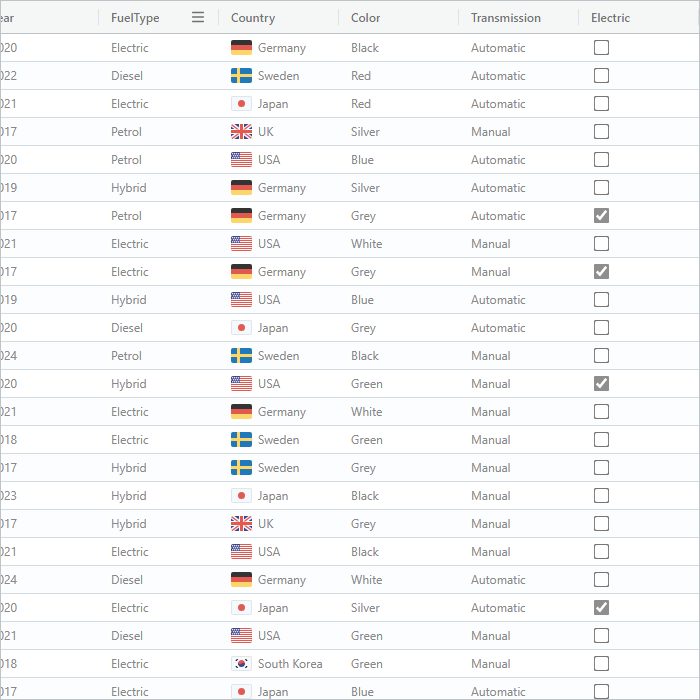 ear FuelType Country Color Transmission Electric
020 Electric Germany Black Automatic
022 Diesel Sweden Red Automatic
021 Electric Japan Red Automatic
017 Petrol UK Silver Manual
020 Petrol USA Blue Automatic
019 Hybrid Germany Silver Automatic
017 Petrol Germany Grey Automatic
021 Electric USA White Manual
017 Electric Germany Grey Manual
019 Hybrid USA Blue Automatic
020 Diesel Japan Grey Automatic
024 Petrol Sweden Black Manual
020 Hybrid USA Green Manual
021 Electric Germany White Manual
018 Electric Sweden Green Manual
017 Hybrid Sweden Grey Manual
023 Hybrid Japan Black Manual
017 Hybrid UK Grey Manual
021 Electric USA Black Manual
024 Diesel Germany White Automatic
020 Electric Japan Silver Automatic
021 Diesel USA Green Manual
018 Electric South Korea Green Manual
017 Electric Japan Blue Automatic